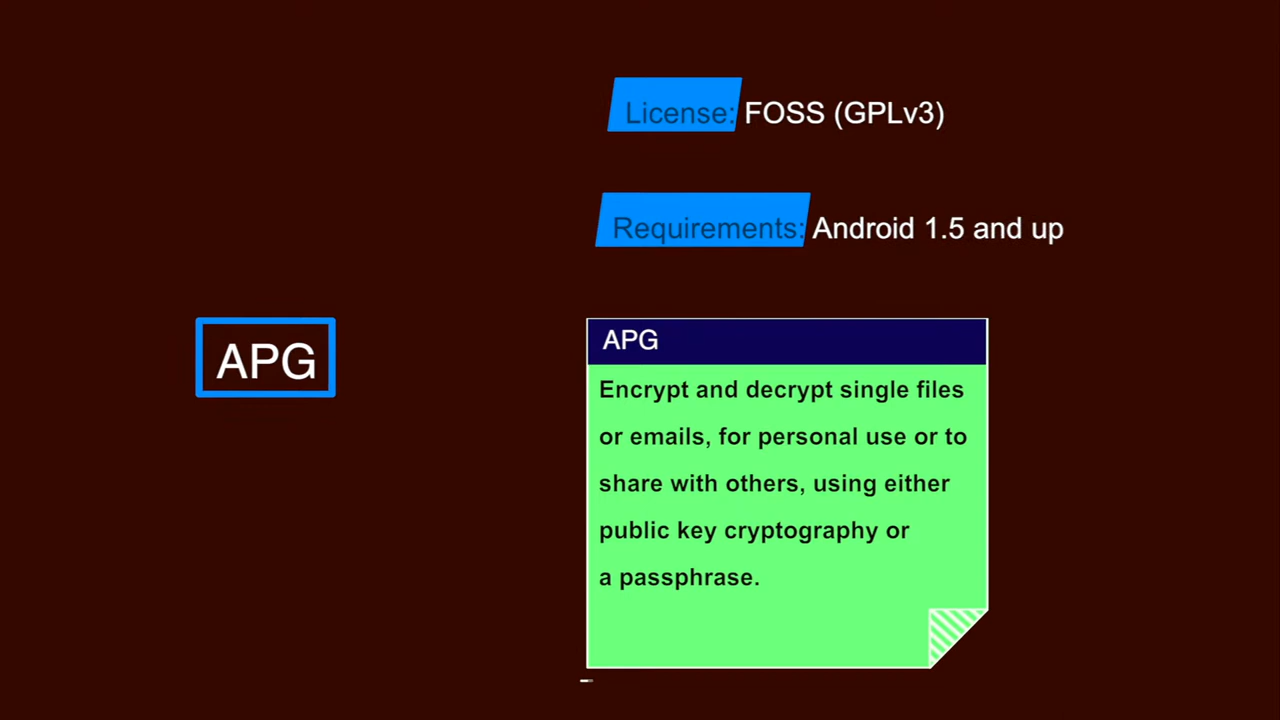 License: FOSS (GPLv3)
Requirements: Android 1.5 and up
APG
APG
Encrypt and decrypt single files
or emails, for personal use or to
share with others, using either
public key cryptography or
a passphrase.